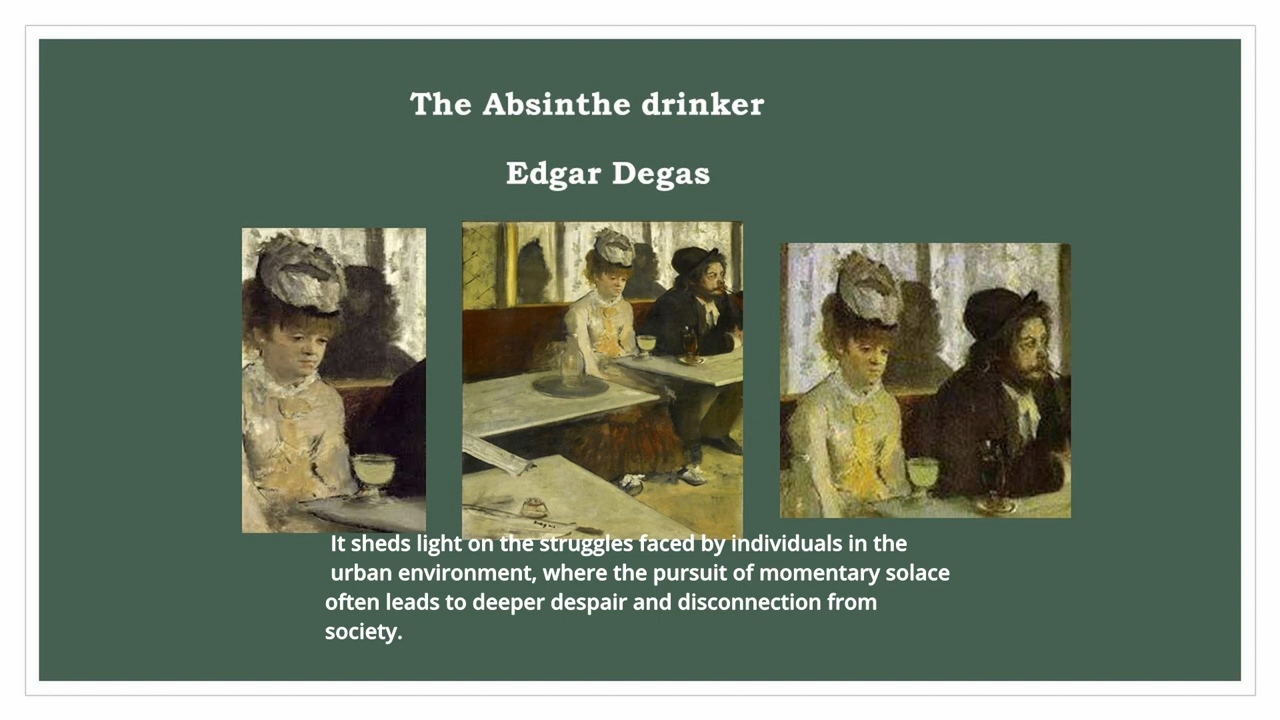 The Absinthe drinker
Edgar Degas
It sheds light on the struggles faced by individuals in the
urban environment, where the pursuit of momentary solace
often leads to deeper despair and disconnection from
society.